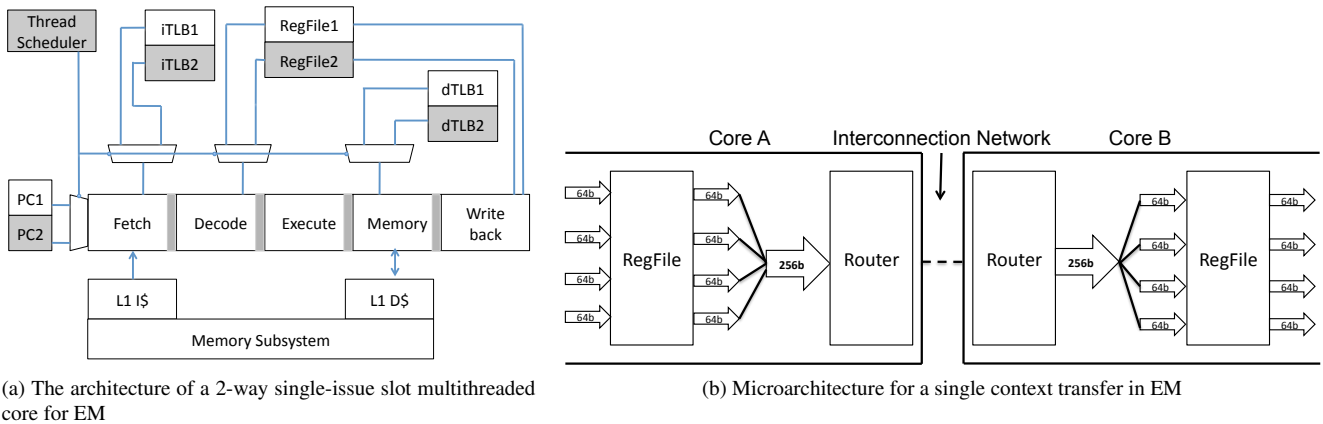 Thread
Scheduler
iTLB1
iTLB2
RegFile1
RegFile2
dTLB1
dTLB2
PC1
PC2
Fetch
Decode
Execute
Memory
Write
back
L1 I$
L1 D$
Memory Subsystem
(a) The architecture of a 2-way single-issue slot multithreaded
core for EM
Core A
Interconnection Network
Core B
64b
64b
64b
64b
RegFile
64b
64b
64b
64b
256b
Router
Router
256b
64b
64b
64b
64b
RegFile
64b
64b
64b
64b
(b) Microarchitecture for a single context transfer in EM